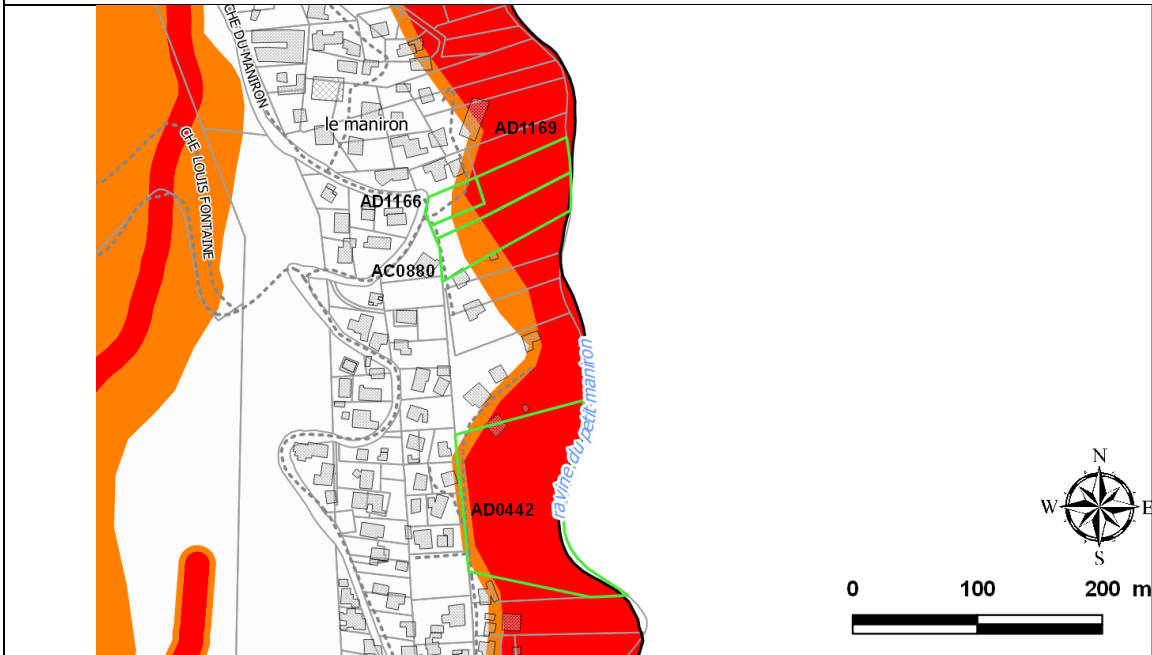 CHE DU MANIRON
le maniron
AD1169
CHE LOUIS FONTAINE
AD1166
AC0880
ravine du petit maniron
AD0442
N
W E
S
0 100 200 m